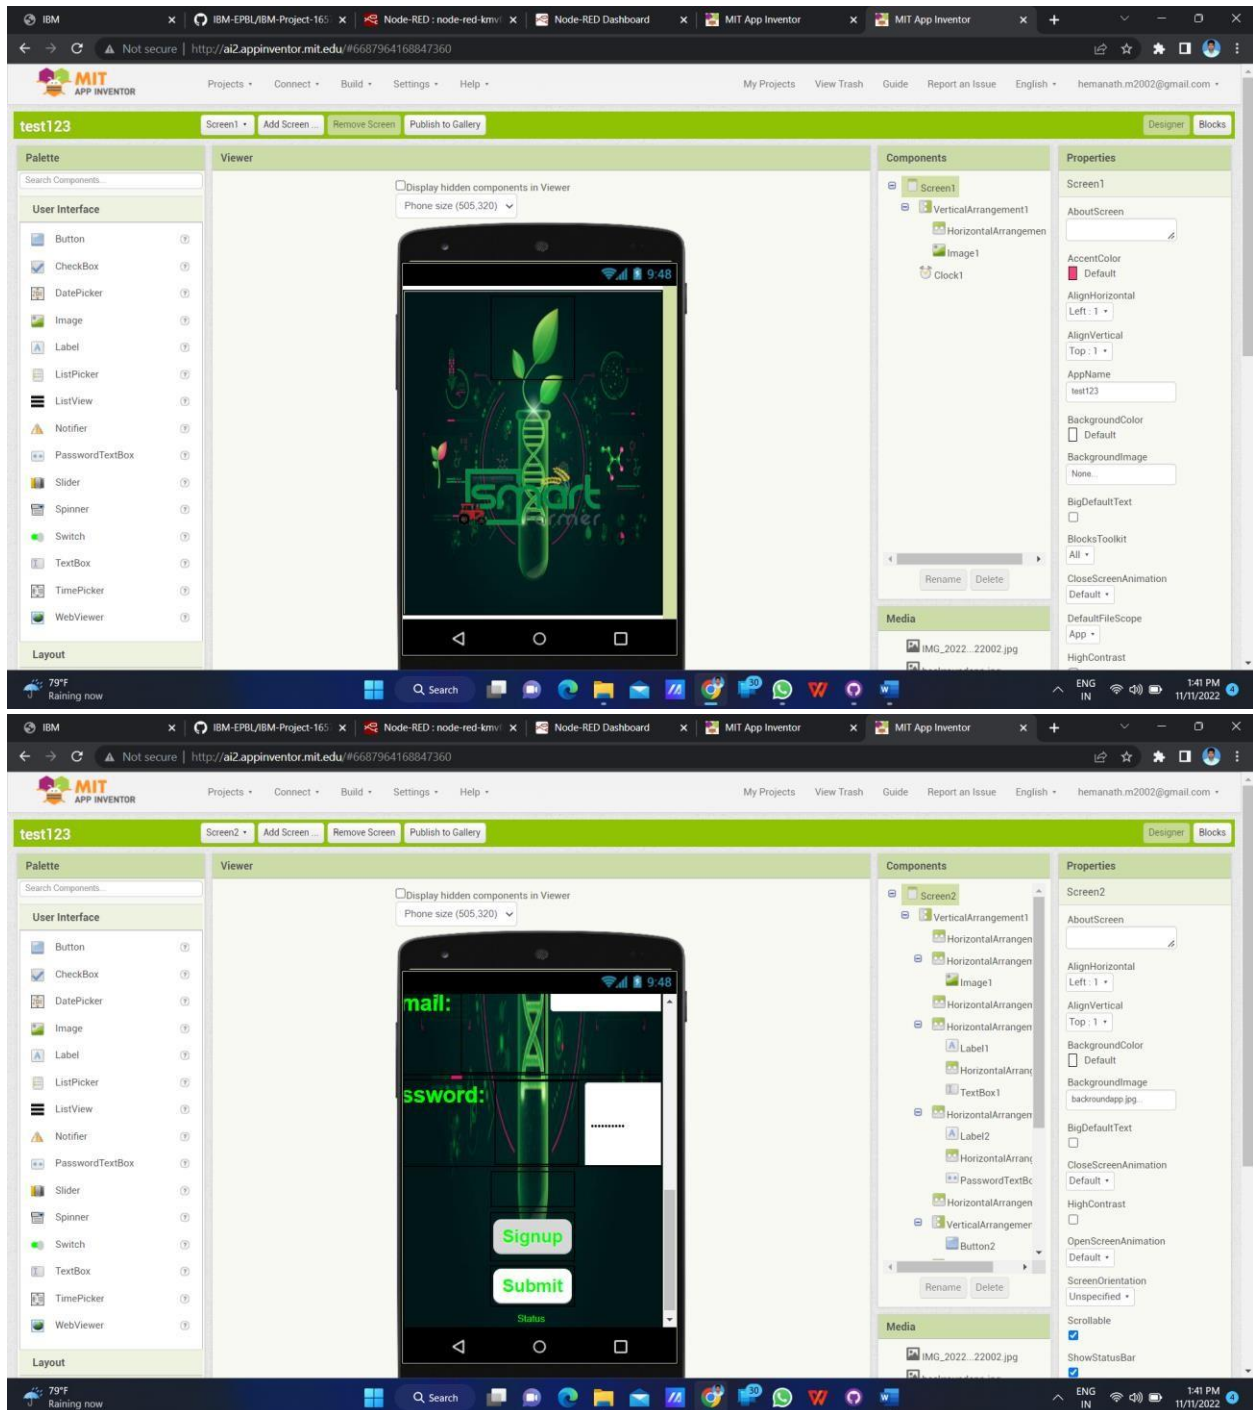 IBM
IBM-EPBL/IBM-Project-165
Node-RED : node-red-kmv
Node-RED Dashboard
MIT App Inventor
MIT App Inventor
Not secure | http://ai2.appinventor.mit.edu/#6687964168847360
MIT
APP INVENTOR
Projects Connect Build Settings Help My Projects View Trash Guide Report an Issue English hemanath.m2002@gmail.com
test123
Screen1 Add Screen ... Remove Screen Publish to Gallery Designer Blocks
Palette
Search Components...
User Interface
Button
CheckBox
DatePicker
Image
Label
ListPicker
ListView
Notifier
PasswordTextBox
Slider
Spinner
Switch
TextBox
TimePicker
WebViewer
Layout
Viewer
Display hidden components in Viewer
Phone size (505,320)
9:48
smart
farmer
Components
Screen1
VerticalArrangement1
HorizontalArrangemen
Image1
Clock1
Rename Delete
Media
IMG_2022...22002.jpg
Properties
Screen1
AboutScreen
AccentColor
Default
AlignHorizontal
Left : 1
AlignVertical
Top : 1
AppName
test123
BackgroundColor
Default
BackgroundImage
None...
BigDefaultText
BlocksToolkit
All
CloseScreenAnimation
Default
DefaultFileScope
App
HighContrast
79°F
Raining now
Search
30
ENG
IN
1:41 PM
11/11/2022
4
IBM
IBM-EPBL/IBM-Project-165
Node-RED : node-red-kmv
Node-RED Dashboard
MIT App Inventor
MIT App Inventor
Not secure | http://ai2.appinventor.mit.edu/#6687964168847360
MIT
APP INVENTOR
Projects Connect Build Settings Help My Projects View Trash Guide Report an Issue English hemanath.m2002@gmail.com
test123
Screen2 Add Screen ... Remove Screen Publish to Gallery Designer Blocks
Palette
Search Components...
User Interface
Button
CheckBox
DatePicker
Image
Label
ListPicker
ListView
Notifier
PasswordTextBox
Slider
Spinner
Switch
TextBox
TimePicker
WebViewer
Layout
Viewer
Display hidden components in Viewer
Phone size (505,320)
9:48
mail:
ssword:
Signup
Submit
Status
Components
Screen2
VerticalArrangement1
HorizontalArrangen
HorizontalArrangen
Image1
HorizontalArrangen
HorizontalArrangen
Label1
HorizontalArrang
TextBox1
HorizontalArrangen
Label2
HorizontalArrang
PasswordTextBo
HorizontalArrangen
VerticalArrangemer
Button2
Rename Delete
Media
IMG_2022...22002.jpg
Properties
Screen2
AboutScreen
AlignHorizontal
Left : 1
AlignVertical
Top : 1
BackgroundColor
Default
BackgroundImage
backroundapp.jpg...
BigDefaultText
CloseScreenAnimation
Default
HighContrast
OpenScreenAnimation
Default
ScreenOrientation
Unspecified
Scrollable
ShowStatusBar
79°F
Raining now
Search
30
ENG
IN
1:41 PM
11/11/2022
4